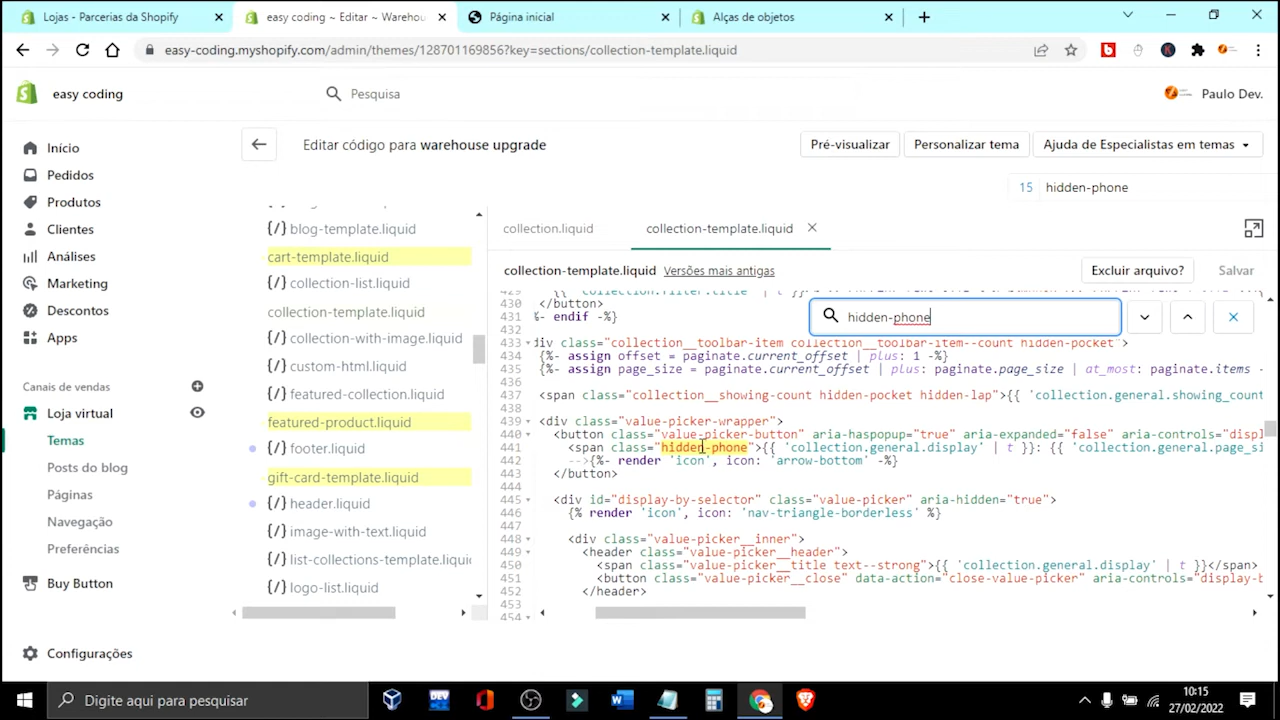 Lojas - Parcerias da Shopify
easy coding ~ Editar ~ Warehou
Página inicial
Alças de objetos
easy-coding.myshopify.com/admin/themes/128701169856?key=sections/collection-template.liquid
easy coding
Pesquisa
Paulo Dev.
Início
Pedidos
Produtos
Clientes
Análises
Marketing
Descontos
Apps
Canais de vendas
Loja virtual
Temas
Posts do blog
Páginas
Navegação
Preferências
Buy Button
Configurações
Editar código para warehouse upgrade
Pré-visualizar
Personalizar tema
Ajuda de Especialistas em temas
15 hidden-phone
{/} blog-template.liquid
cart-template.liquid
{/} collection-list.liquid
collection-template.liquid
{/} collection-with-image.liquid
{/} custom-html.liquid
{/} featured-collection.liquid
featured-product.liquid
{/} footer.liquid
gift-card-template.liquid
{/} header.liquid
{/} image-with-text.liquid
{/} list-collections-template.liquid
{/} logo-list.liquid
collection.liquid
collection-template.liquid
collection-template.liquid Versões mais antigas
Excluir arquivo?
Salvar
hidden-phone
430 </button>
431 %- endif -%}
432
433 div class="collection__toolbar-item collection__toolbar-item--count hidden-pocket">
434 {%- assign offset = paginate.current_offset | plus: 1 -%}
435 {%- assign page_size = paginate.current_offset | plus: paginate.page_size | at_most: paginate.items -
436
437 <span class="collection__showing-count hidden-pocket hidden-lap">{{ 'collection.general.showing_count
438
439 <div class="value-picker-wrapper">
440 <button class="value-picker-button" aria-haspopup="true" aria-expanded="false" aria-controls="displ
441 <span class="hidden-phone">{{ 'collection.general.display' | t }}: {{ 'collection.general.page_si
442 -->{%- render 'icon', icon: 'arrow-bottom' -%}
443 </button>
444
445 <div id="display-by-selector" class="value-picker" aria-hidden="true">
446 {% render 'icon', icon: 'nav-triangle-borderless' %}
447
448 <div class="value-picker__inner">
449 <header class="value-picker__header">
450 <span class="value-picker__title text--strong">{{ 'collection.general.display' | t }}</span>
451 <button class="value-picker__close" data-action="close-value-picker" aria-controls="display-b
452 </header>
453
454
Digite aqui para pesquisar
10:15
27/02/2022